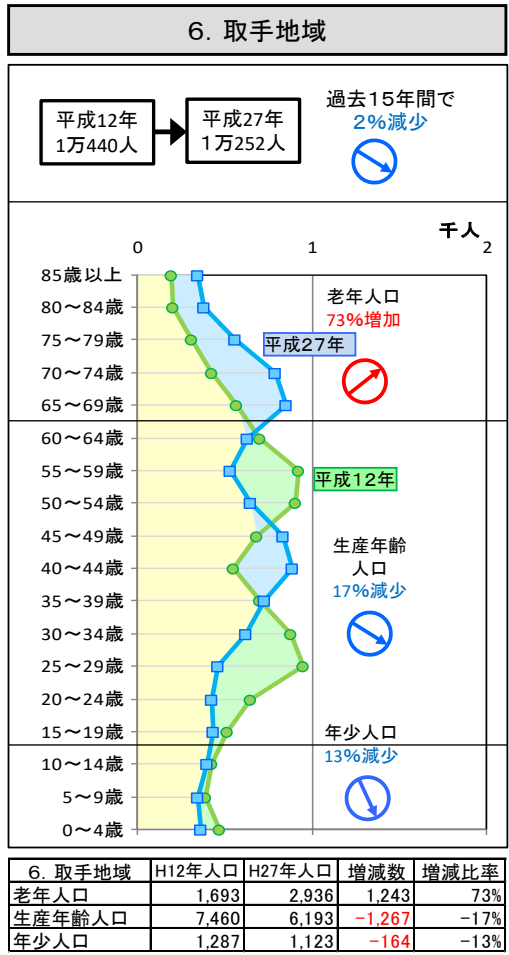 6．取手地域
平成12年
1万440人
平成27年
1万252人
過去15年間で
2%減少
千人
0 1 2
85歳以上
80～84歳
75～79歳
70～74歳
65～69歳
60～64歳
55～59歳
50～54歳
45～49歳
40～44歳
35～39歳
30～34歳
25～29歳
20～24歳
15～19歳
10～14歳
5～9歳
0～4歳
老年人口
73%増加
平成27年
平成12年
生産年齢
人口
17%減少
年少人口
13%減少
6．取手地域 H12年人口 H27年人口 増減数 増減比率
老年人口 1,693 2,936 1,243 73%
生産年齢人口 7,460 6,193 -1,267 -17%
年少人口 1,287 1,123 -164 -13%